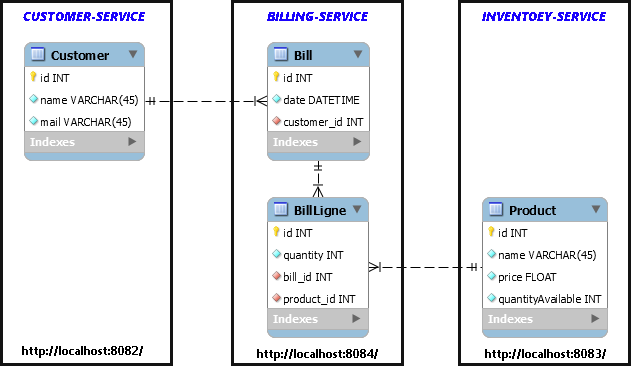 CUSTOMER-SERVICE
Customer
id INT
name VARCHAR(45)
mail VARCHAR(45)
Indexes
http://localhost:8082/
BILLING-SERVICE
Bill
id INT
date DATETIME
customer_id INT
Indexes
BillLigne
id INT
quantity INT
bill_id INT
product_id INT
Indexes
http://localhost:8084/
INVENTOEY-SERVICE
Product
id INT
name VARCHAR(45)
price FLOAT
quantityAvailable INT
Indexes
http://localhost:8083/